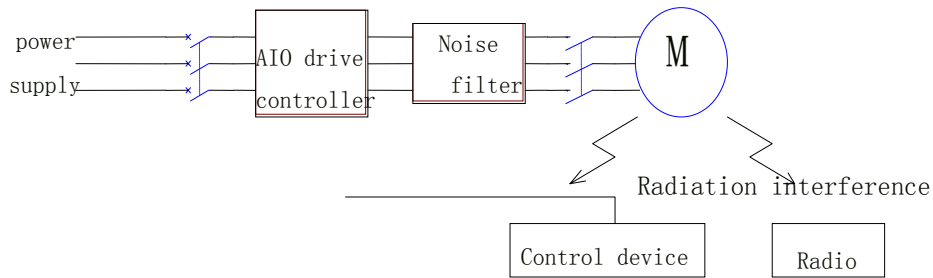 power
supply
AIO drive
controller
Noise
filter
M
Radiation interference
Control device
Radio